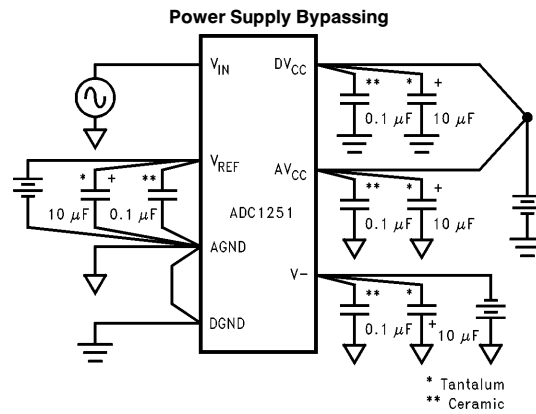 Power Supply Bypassing
V_IN
DV_CC
** * +
0.1 µF 10 µF
V_REF
* + **
10 µF 0.1 µF
AV_CC
** * +
0.1 µF 10 µF
ADC1251
AGND
V-
** *
0.1 µF + 10 µF
DGND
* Tantalum
** Ceramic